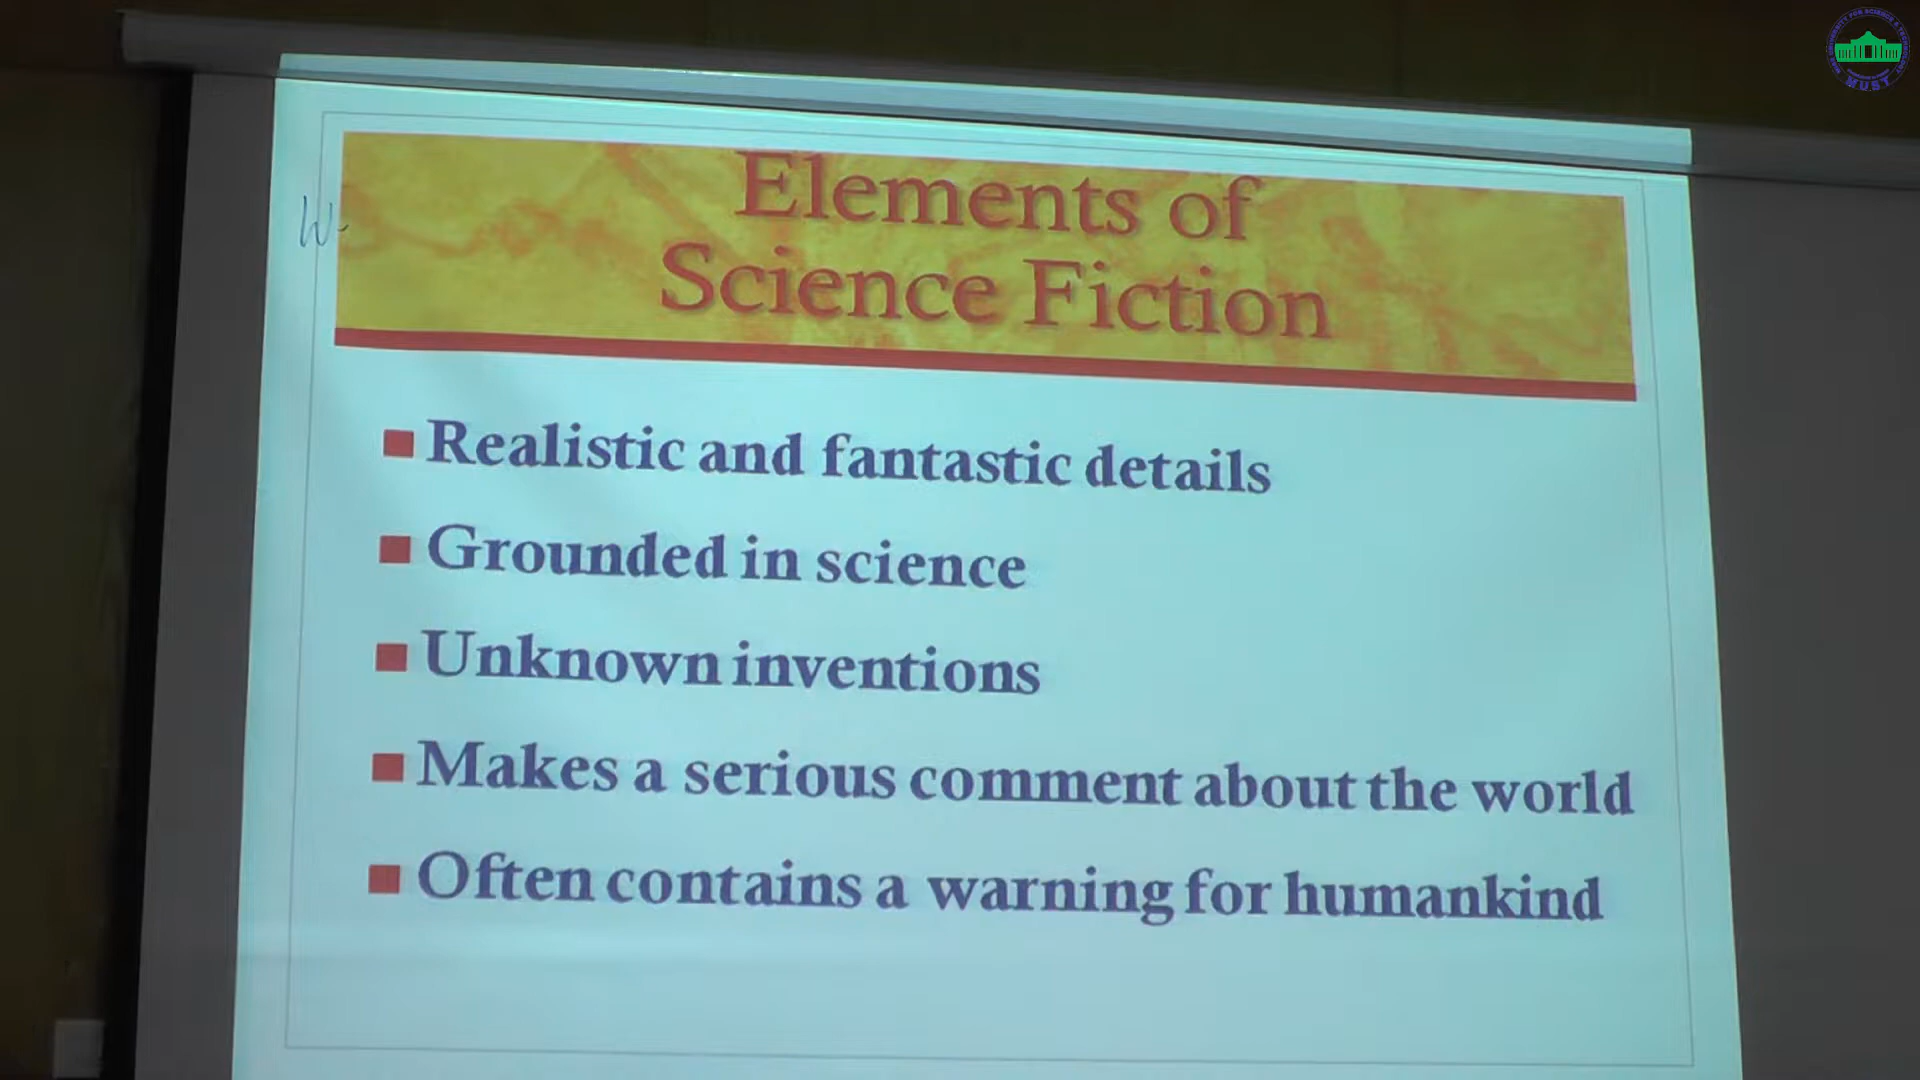 Elements of
Science Fiction
Realistic and fantastic details
Grounded in science
Unknown inventions
Makes a serious comment about the world
Often contains a warning for humankind
MUST